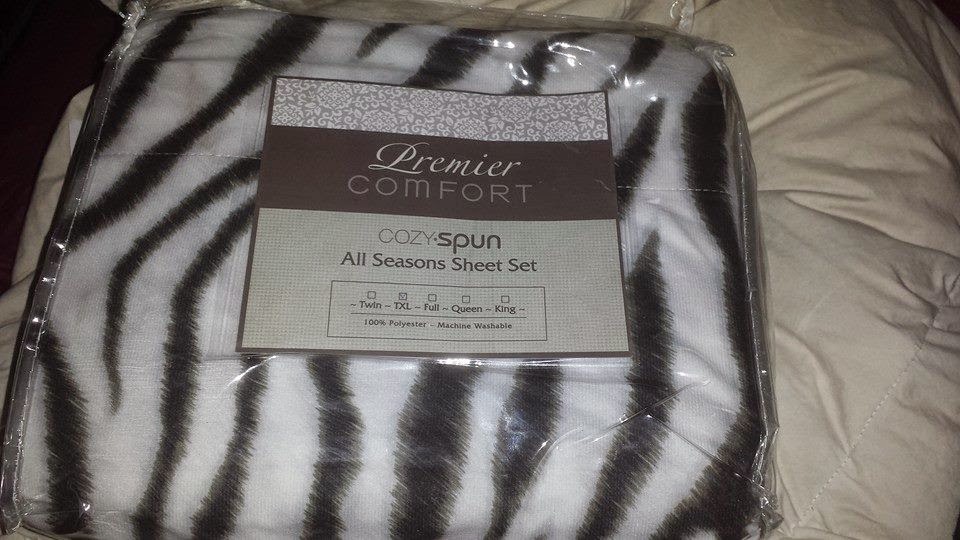 Premier
COMFORT
COZY•spun
All Seasons Sheet Set
☐ ☒ ☐ ☐ ☐
~ Twin ~ TXL ~ Full ~ Queen ~ King ~
100% Polyester ~ Machine Washable